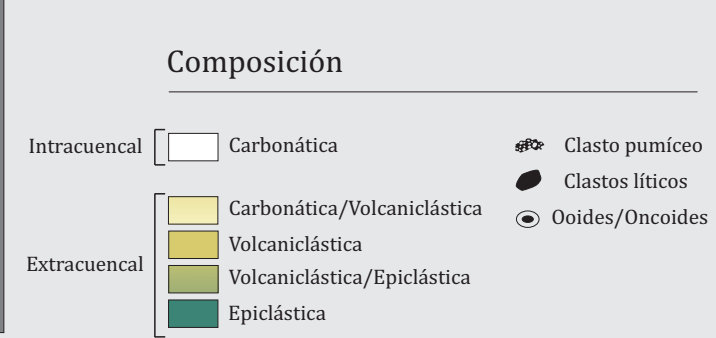 Composición
Intracuencal
Carbonática
Extracuencal
Carbonática/Volcaniclástica
Volcaniclástica
Volcaniclástica/Epiclástica
Epiclástica
Clasto pumíceo
Clastos líticos
Ooides/Oncoides